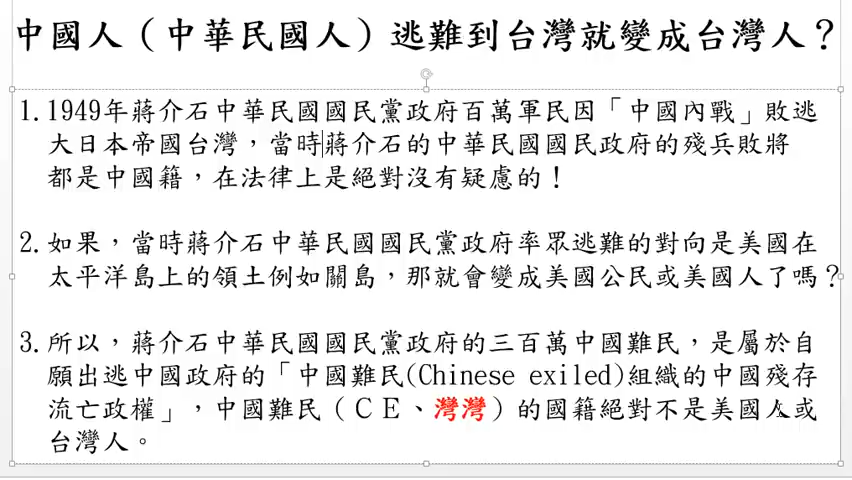 中國人（中華民國人）逃難到台灣就變成台灣人？
1.1949年蔣介石中華民國國民黨政府百萬軍民因「中國內戰」敗逃
大日本帝國台灣，當時蔣介石的中華民國國民政府的殘兵敗將
都是中國籍，在法律上是絕對沒有疑慮的！
2.如果，當時蔣介石中華民國國民黨政府率眾逃難的對向是美國在
太平洋島上的領土例如關島，那就會變成美國公民或美國人了嗎？
3.所以，蔣介石中華民國國民黨政府的三百萬中國難民，是屬於自
願出逃中國政府的「中國難民(Chinese exiled)組織的中國殘存
流亡政權」，中國難民（ＣＥ、灣灣）的國籍絕對不是美國人或
台灣人。